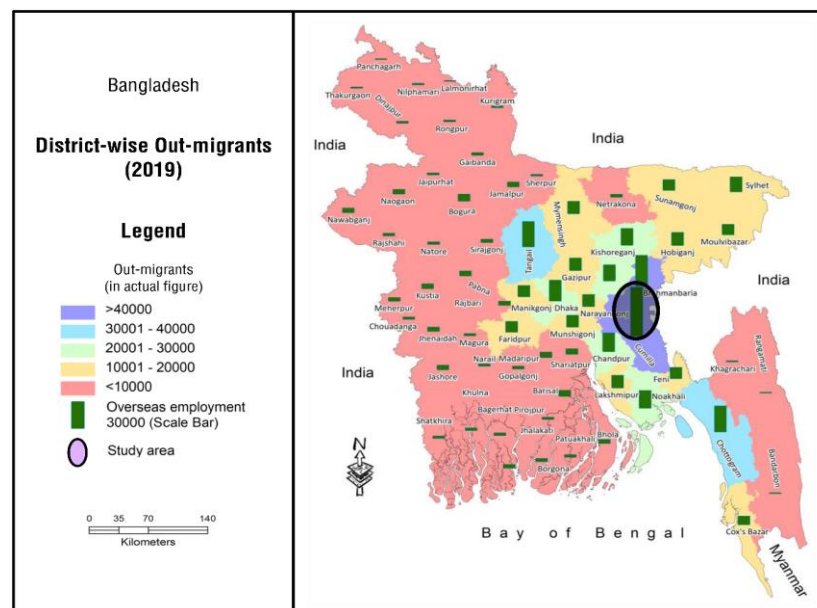 Bangladesh
District-wise Out-migrants
(2019)
Legend
Out-migrants
(in actual figure)
>40000
30001 - 40000
20001 - 30000
10001 - 20000
<10000
Overseas employment
30000 (Scale Bar)
Study area
0 35 70 140
Kilometers
Panchagarh
Thakurgaon
Nilphamari
Lalmonirhat
Dinajpur
Kurigram
Rongpur
India
India
Gaibanda
Jaipurhat
Sherpur
Jamalpur
Naogaon
Bogura
Nawabganj
Netrakona
Sunamgonj
Sylhet
Mymensingh
Rajshahi
Natore
Sirajgonj
Tangail
Kishoreganj
Hobiganj
Moulvibazar
Gazipur
India
Pabna
Kustia
Rajbari
Manikgonj
Dhaka
Narayangonj
Brahmanbaria
Meherpur
Chouadanga
Jhenaidah
Magura
Faridpur
Munshigonj
Cumilla
Narail
Madaripur
Shariatpur
Chandpur
India
Jashore
Gopalgonj
Khulna
Barisal
Lakshmipur
Feni
Noakhali
Khagrachari
Rangamati
Shatkhira
Bagerhat
Pirojpur
Jhalakati
Patuakhali
Bhola
Borgona
Chottogram
Bandarbon
N
Bay of Bengal
Cox's Bazar
Myanmar